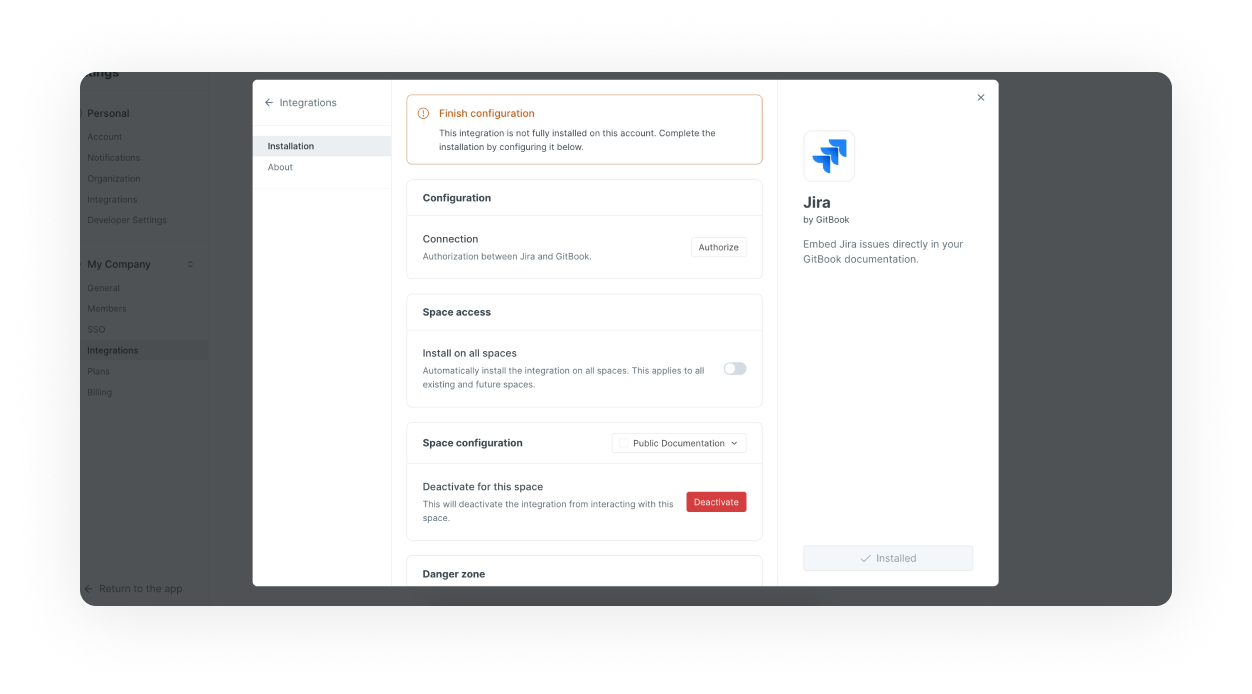 Personal
Account
Notifications
Organization
Integrations
Developer Settings
My Company
General
Members
SSO
Integrations
Plans
Billing
Return to the app
Integrations
Installation
About
Finish configuration
This integration is not fully installed on this account. Complete the
installation by configuring it below.
Configuration
Connection
Authorization between Jira and GitBook.
Authorize
Space access
Install on all spaces
Automatically install the integration on all spaces. This applies to all
existing and future spaces.
Space configuration
Public Documentation
Deactivate for this space
This will deactivate the integration from interacting with this
space.
Deactivate
Danger zone
Jira
by GitBook
Embed Jira issues directly in your
GitBook documentation.
Installed